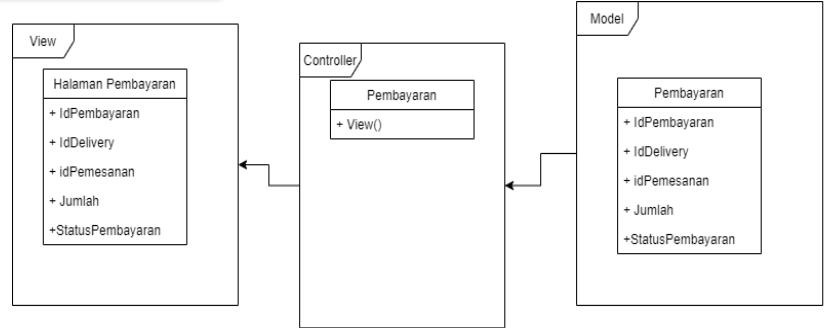 View
Halaman Pembayaran
+ IdPembayaran
+ IdDelivery
+ idPemesanan
+ Jumlah
+StatusPembayaran
Controller
Pembayaran
+ View()
Model
Pembayaran
+ IdPembayaran
+ IdDelivery
+ idPemesanan
+ Jumlah
+StatusPembayaran